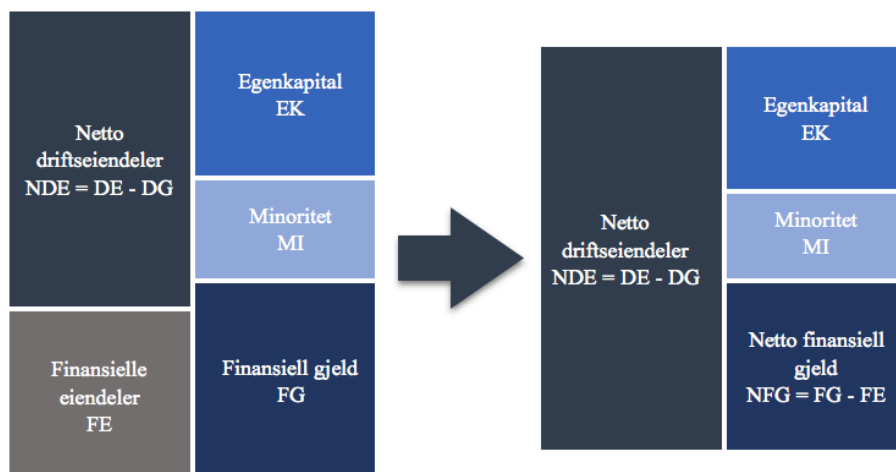 Netto
driftseiendeler
NDE = DE - DG
Finansielle
eiendeler
FE
Egenkapital
EK
Minoritet
MI
Finansiell gjeld
FG
Netto
driftseiendeler
NDE = DE - DG
Egenkapital
EK
Minoritet
MI
Netto finansiell
gjeld
NFG = FG - FE